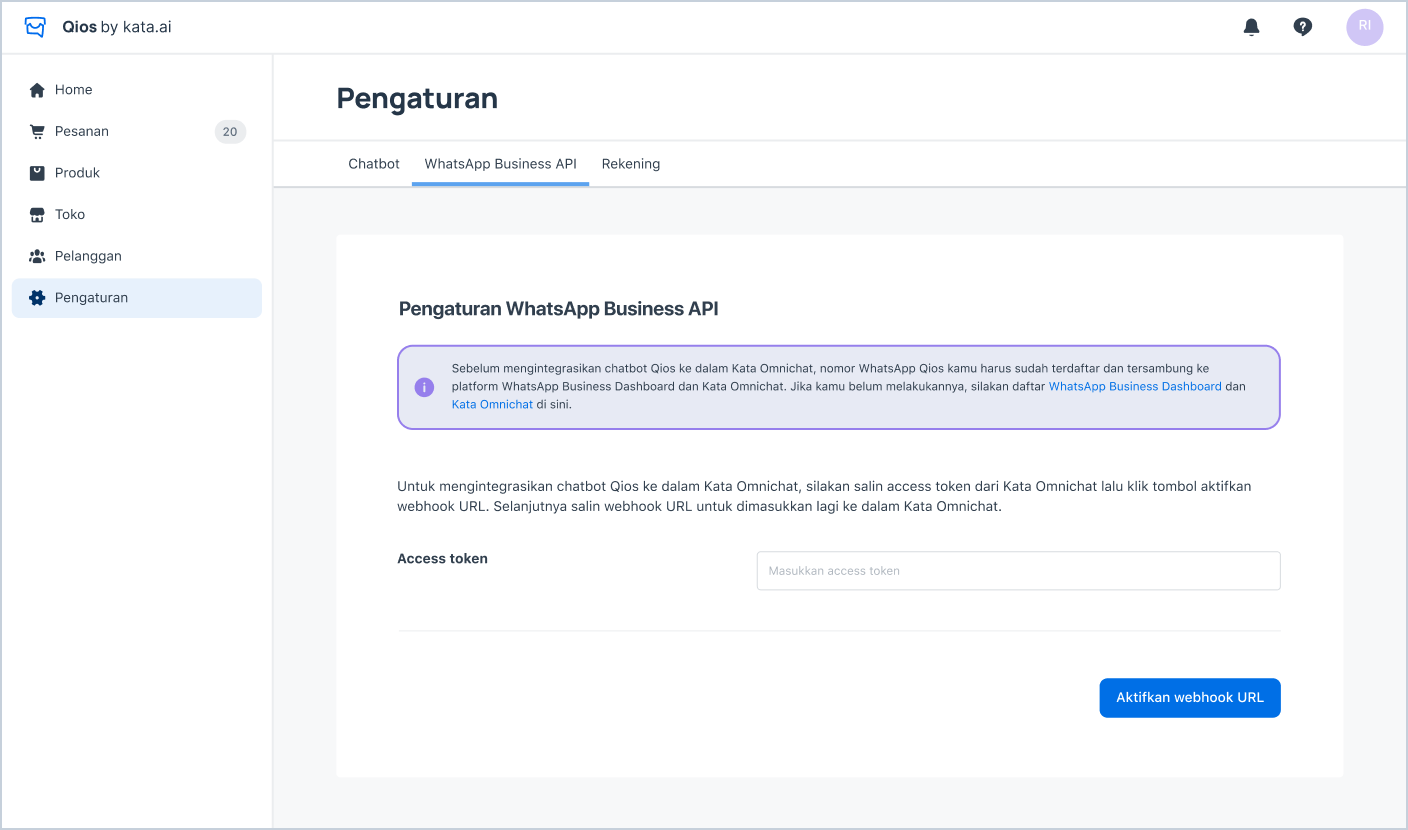 Qios by kata.ai
RI
Home
Pesanan
20
Produk
Toko
Pelanggan
Pengaturan
Pengaturan
Chatbot
WhatsApp Business API
Rekening
Pengaturan WhatsApp Business API
Sebelum mengintegrasikan chatbot Qios ke dalam Kata Omnichat, nomor WhatsApp Qios kamu harus sudah terdaftar dan tersambung ke
platform WhatsApp Business Dashboard dan Kata Omnichat. Jika kamu belum melakukannya, silakan daftar WhatsApp Business Dashboard dan
Kata Omnichat di sini.
Untuk mengintegrasikan chatbot Qios ke dalam Kata Omnichat, silakan salin access token dari Kata Omnichat lalu klik tombol aktifkan
webhook URL. Selanjutnya salin webhook URL untuk dimasukkan lagi ke dalam Kata Omnichat.
Access token
Masukkan access token
Aktifkan webhook URL